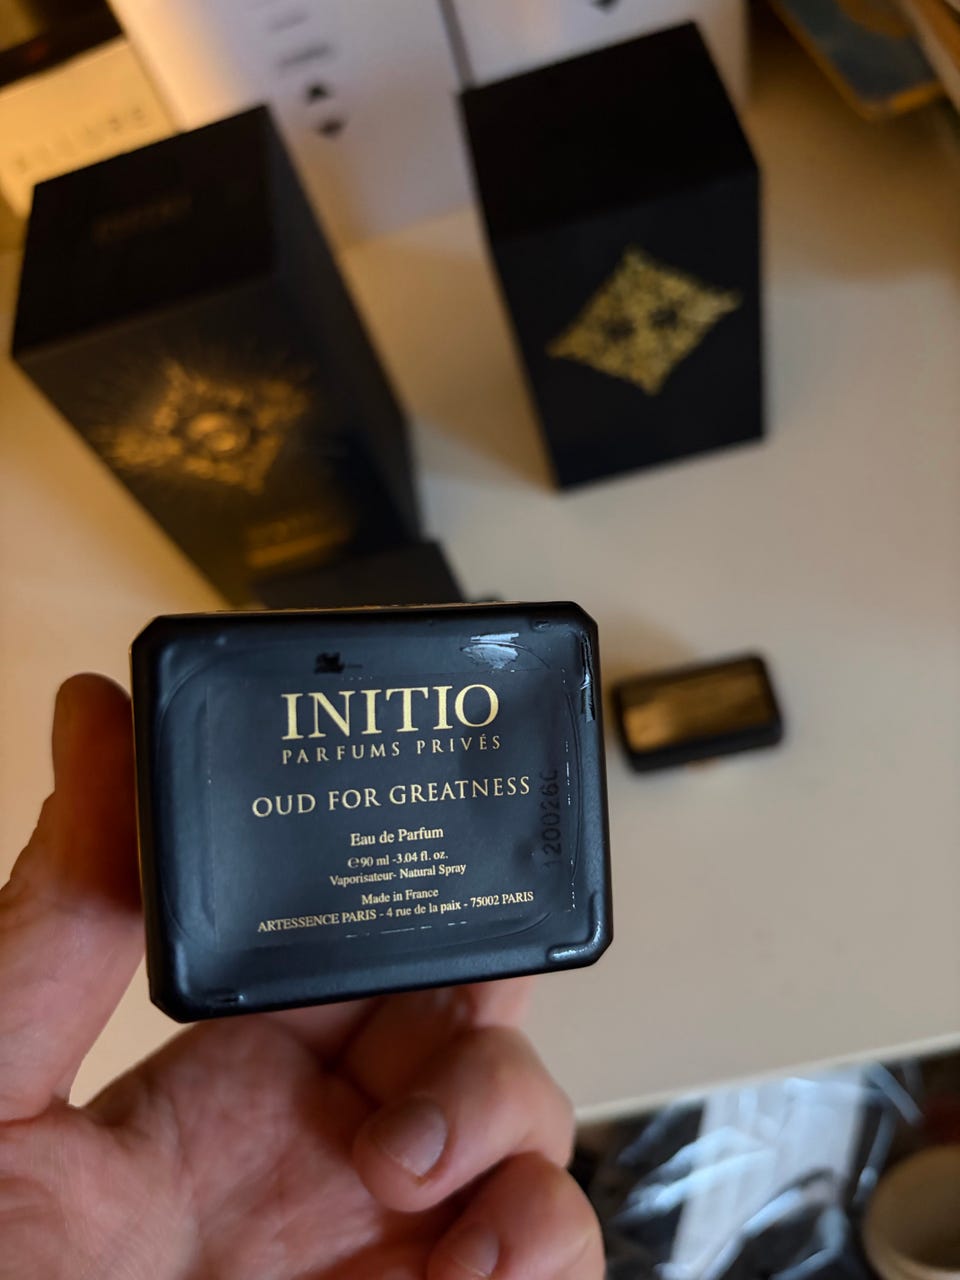 INITIO
PARFUMS PRIVÉS
OUD FOR GREATNESS
Eau de Parfum
℮90 ml -3.04 fl. oz.
Vaporisateur- Natural Spray
Made in France
ARTESSENCE PARIS - 4 rue de la paix - 75002 PARIS
120026C